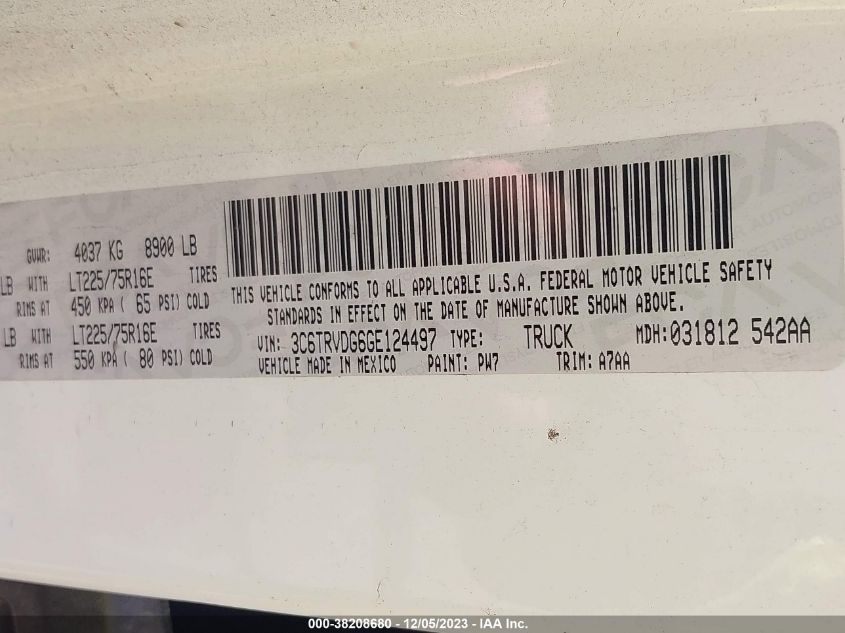 GVWR: 4037 KG 8900 LB
LB WITH LT225/75R16E TIRES
RIMS AT 450 KPA ( 65 PSI) COLD
LB WITH LT225/75R16E TIRES
RIMS AT 550 KPA ( 80 PSI) COLD
THIS VEHICLE CONFORMS TO ALL APPLICABLE U.S.A. FEDERAL MOTOR VEHICLE SAFETY
STANDARDS IN EFFECT ON THE DATE OF MANUFACTURE SHOWN ABOVE.
VIN: 3C6TRVDG6GE124497 TYPE: TRUCK MDH:031812 542AA
VEHICLE MADE IN MEXICO PAINT: PW7 TRIM: A7AA
000-38208680 - 12/05/2023 - IAA Inc.